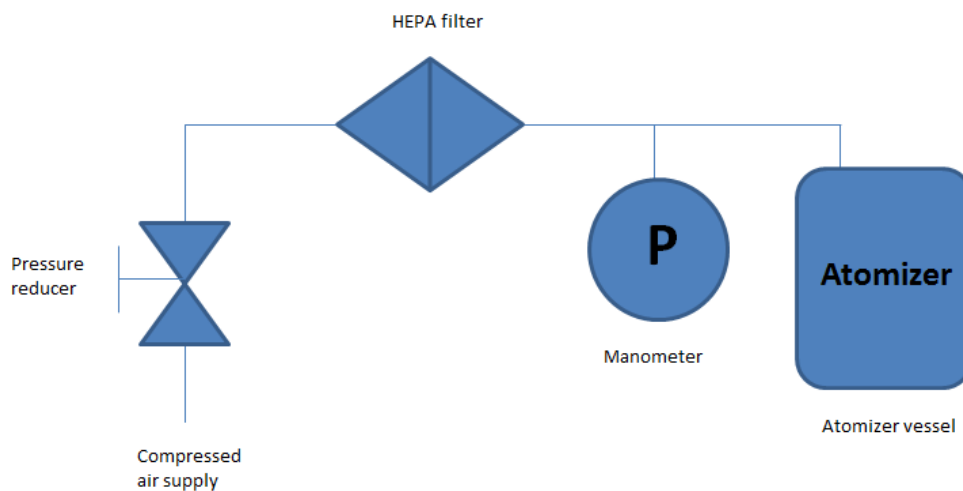 HEPA filter
Pressure
reducer
P
Atomizer
Manometer
Atomizer vessel
Compressed
air supply